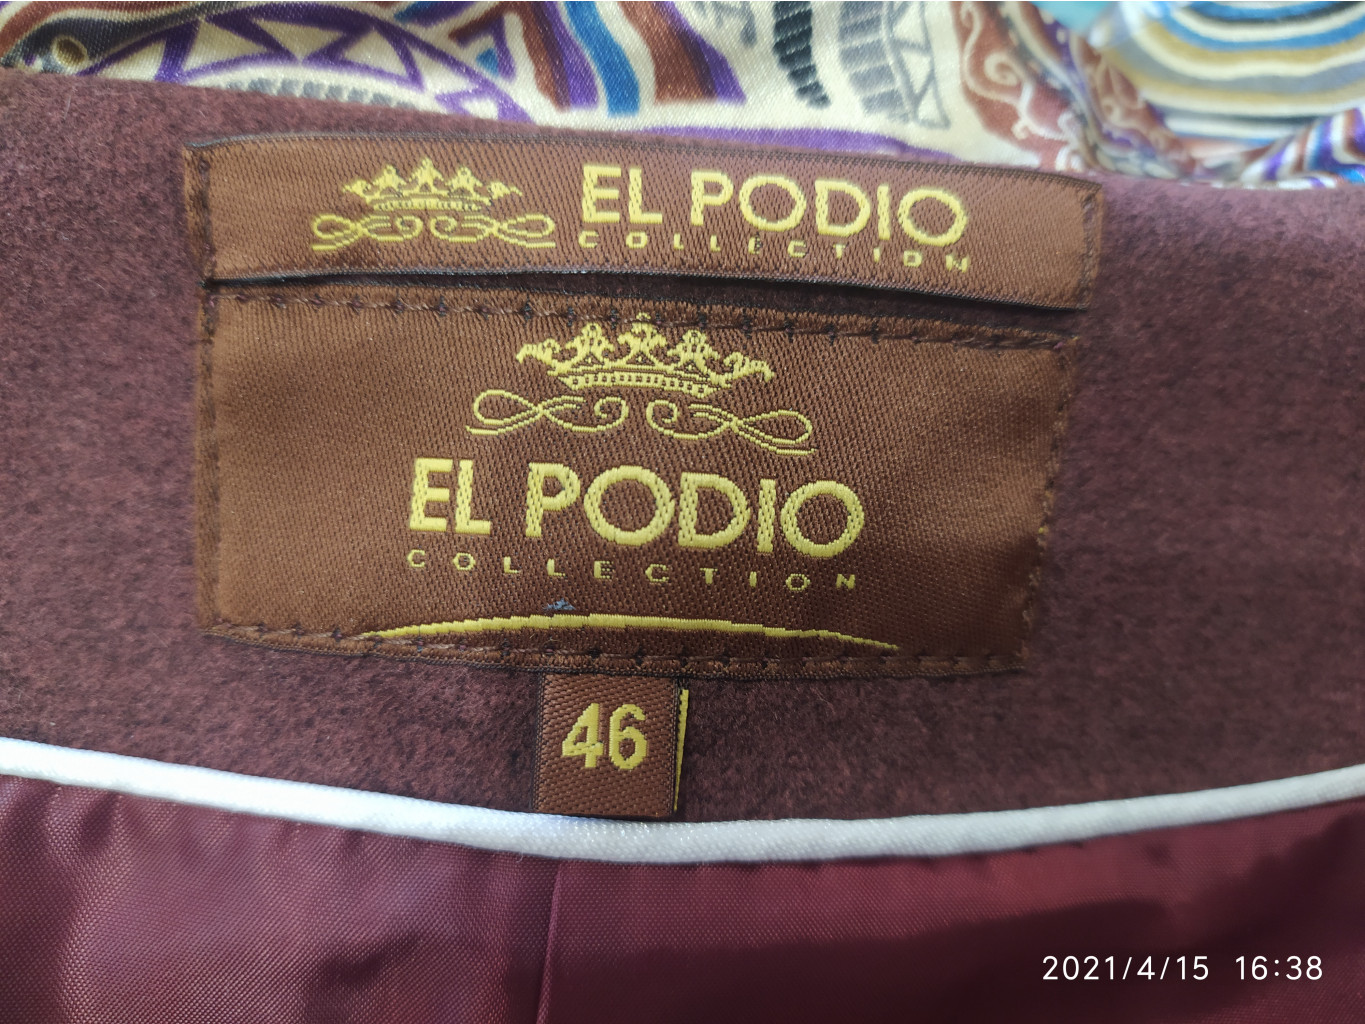 EL PODIO
COLLECTION
EL PODIO
COLLECTION
46
2021/4/15 16:38